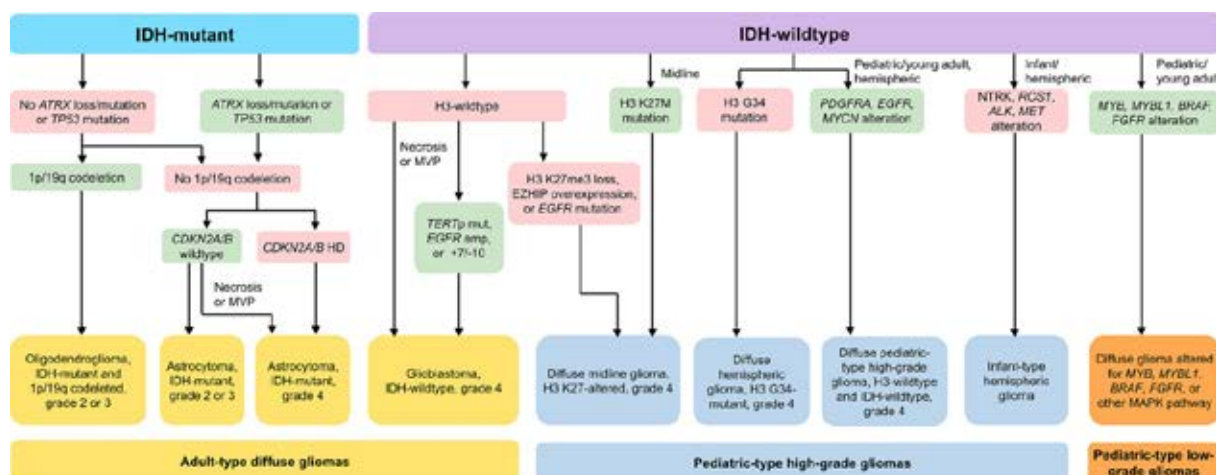 IDH-mutant
IDH-wildtype
No ATRX loss/mutation
or TP53 mutation
ATRX loss/mutation or
TP53 mutation
H3-wildtype
Midline
H3 K27M
mutation
H3 G34
mutation
Pediatric/young adult,
hemispheric
PDGFRA, EGFR,
MYCN alteration
Infant/
hemispheric
NTRK, ROS1,
ALK, MET
alteration
Pediatric/
young adult
MYB, MYBL1, BRAF,
FGFR alteration
1p/19q codeletion
No 1p/19q codeletion
Necrosis
or MVP
H3 K27me3 loss,
EZHIP overexpression,
or EGFR mutation
CDKN2A/B
wildtype
CDKN2A/B HD
TERTp mut,
EGFR amp,
or +7/-10
Necrosis
or MVP
Oligodendroglioma,
IDH-mutant and
1p/19q codeleted,
grade 2 or 3
Astrocytoma,
IDH-mutant,
grade 2 or 3
Astrocytoma,
IDH-mutant,
grade 4
Glioblastoma,
IDH-wildtype, grade 4
Diffuse midline glioma,
H3 K27-altered, grade 4
Diffuse
hemispheric
glioma, H3 G34-
mutant, grade 4
Diffuse pediatric-
type high-grade
glioma, H3-wildtype
and IDH-wildtype,
grade 4
Infant-type
hemispheric
glioma
Diffuse glioma altered
for MYB, MYBL1,
BRAF, FGFR, or
other MAPK pathway
Adult-type diffuse gliomas
Pediatric-type high-grade gliomas
Pediatric-type low-
grade gliomas